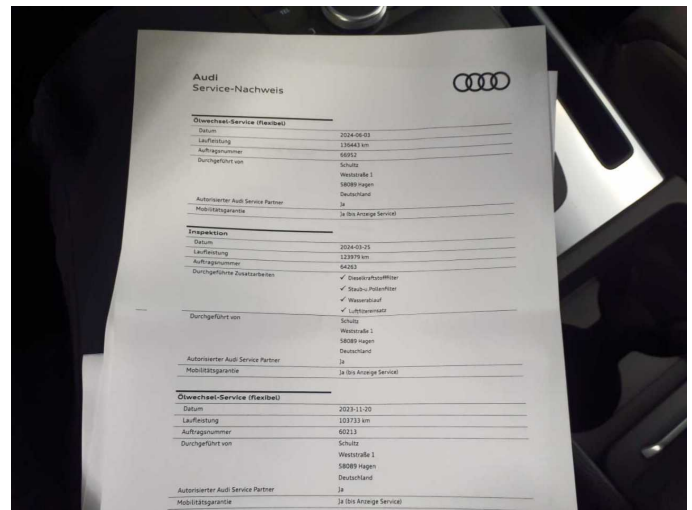 Audi
Service-Nachweis
Ölwechsel-Service (flexibel)
Datum 2024-06-03
Laufleistung 136443 km
Auftragsnummer 66952
Durchgeführt von Schultz
Weststraße 1
58089 Hagen
Deutschland
Autorisierter Audi Service Partner Ja
Mobilitätsgarantie Ja (bis Anzeige Service)
Inspektion
Datum 2024-03-25
Laufleistung 123979 km
Auftragsnummer 64263
Durchgeführte Zusatzarbeiten ✓ Dieselkraftstofffilter
✓ Staub-u.Pollenfilter
✓ Wasserablauf
✓ Luftfiltereinsatz
Durchgeführt von Schultz
Weststraße 1
58089 Hagen
Deutschland
Autorisierter Audi Service Partner Ja
Mobilitätsgarantie Ja (bis Anzeige Service)
Ölwechsel-Service (flexibel)
Datum 2023-11-20
Laufleistung 103733 km
Auftragsnummer 60213
Durchgeführt von Schultz
Weststraße 1
58089 Hagen
Deutschland
Autorisierter Audi Service Partner Ja
Mobilitätsgarantie Ja (bis Anzeige Service)